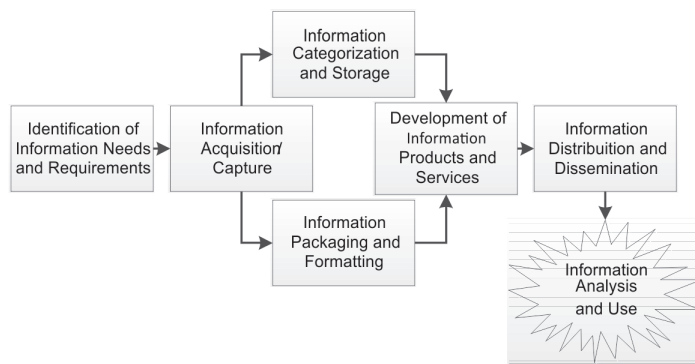 Identification of
Information Needs
and Requirements
Information
Acquisition/
Capture
Information
Categorization
and Storage
Information
Packaging and
Formatting
Development of
Information
Products and
Services
Information
Distribuition and
Dissemination
Information
Analysis
and Use